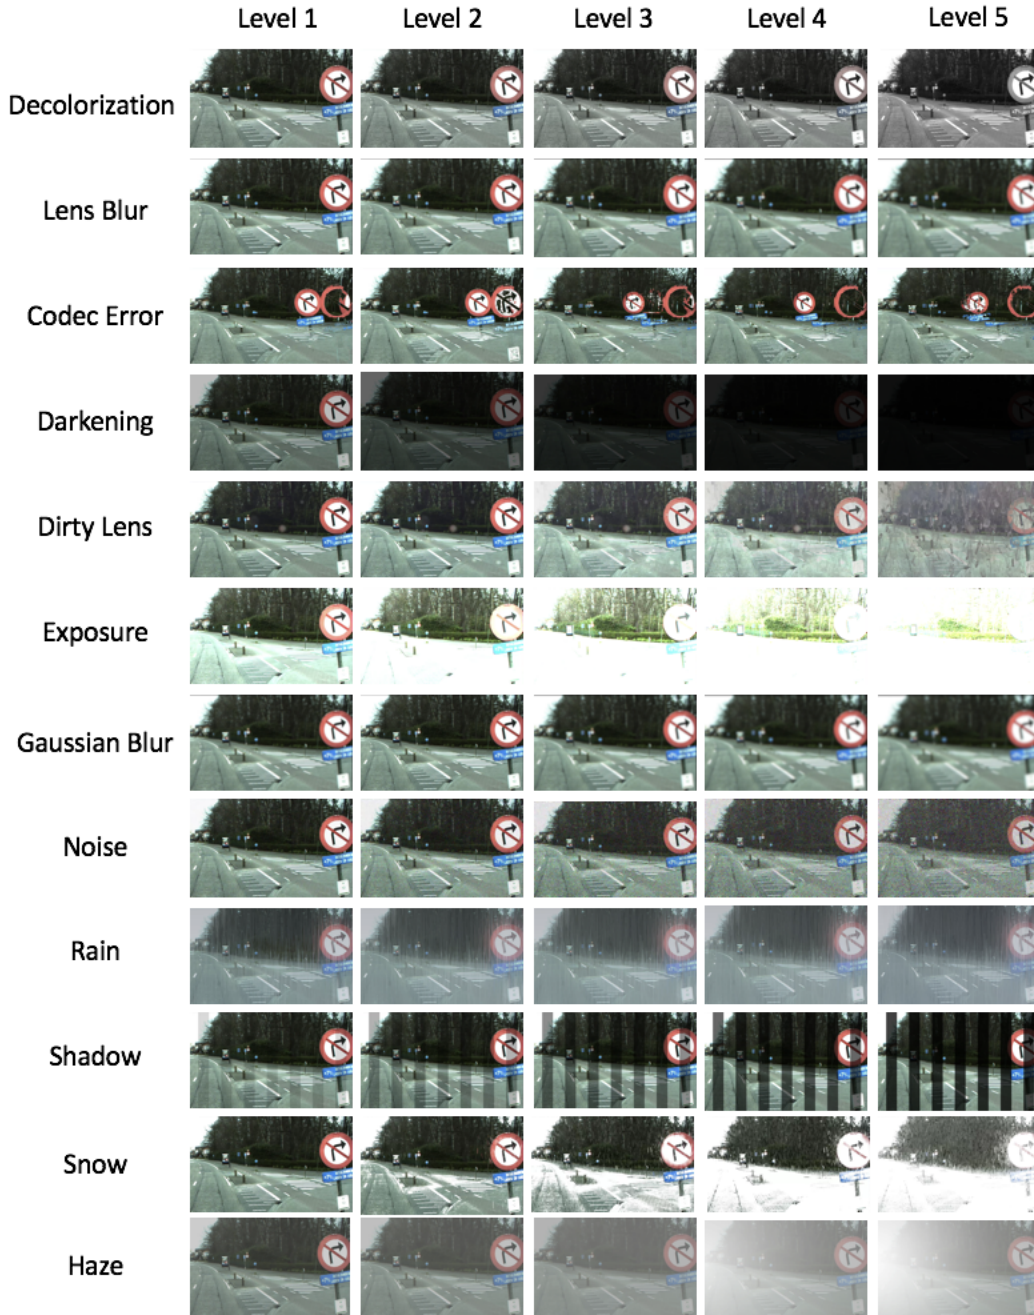 Level 1 Level 2 Level 3 Level 4 Level 5
Decolorization
Lens Blur
Codec Error
Darkening
Dirty Lens
Exposure
Gaussian Blur
Noise
Rain
Shadow
Snow
Haze